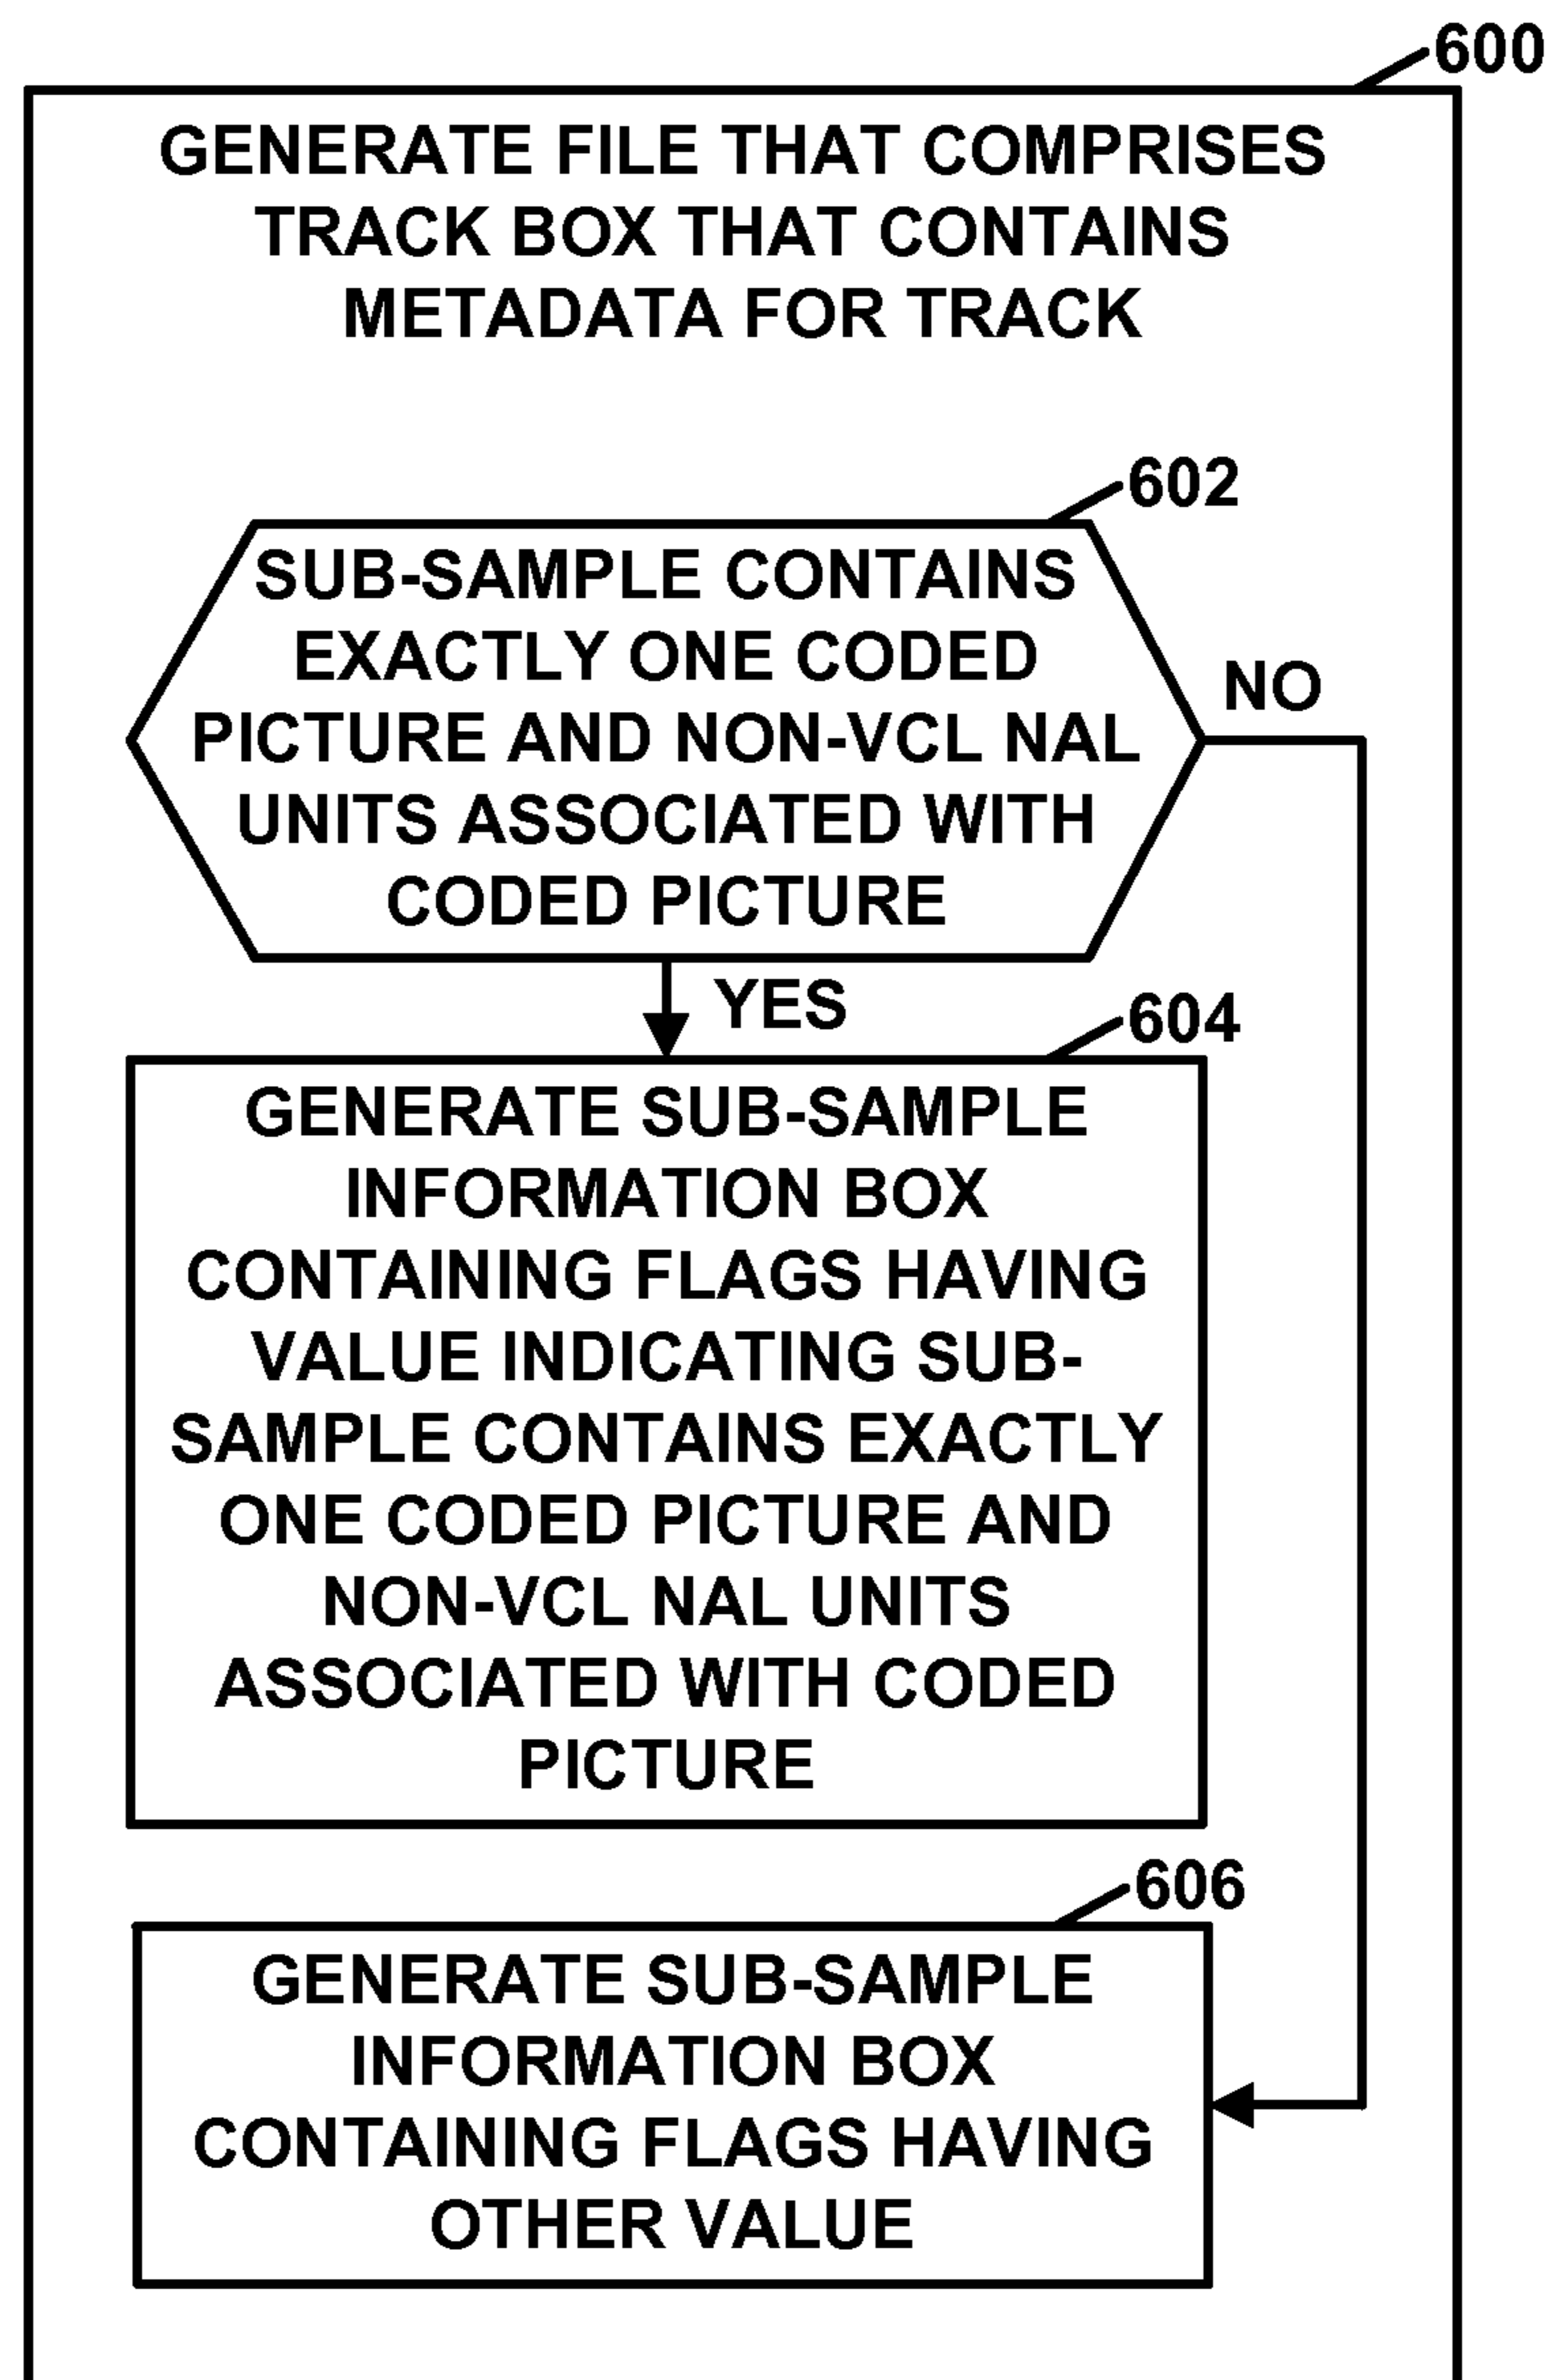 600
GENERATE FILE THAT COMPRISES
TRACK BOX THAT CONTAINS
METADATA FOR TRACK
602
SUB-SAMPLE CONTAINS
EXACTLY ONE CODED
PICTURE AND NON-VCL NAL
UNITS ASSOCIATED WITH
CODED PICTURE
NO
YES
604
GENERATE SUB-SAMPLE
INFORMATION BOX
CONTAINING FLAGS HAVING
VALUE INDICATING SUB-
SAMPLE CONTAINS EXACTLY
ONE CODED PICTURE AND
NON-VCL NAL UNITS
ASSOCIATED WITH CODED
PICTURE
606
GENERATE SUB-SAMPLE
INFORMATION BOX
CONTAINING FLAGS HAVING
OTHER VALUE